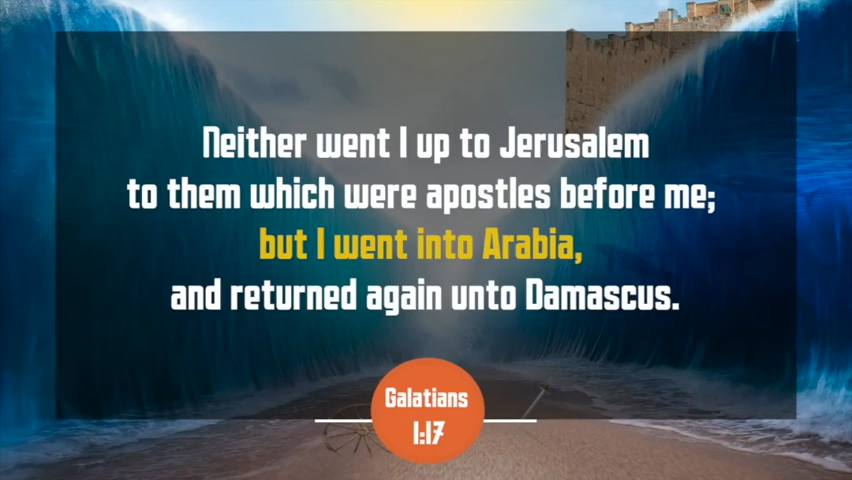 Neither went I up to Jerusalem
to them which were apostles before me;
but I went into Arabia,
and returned again unto Damascus.
Galatians
1:17